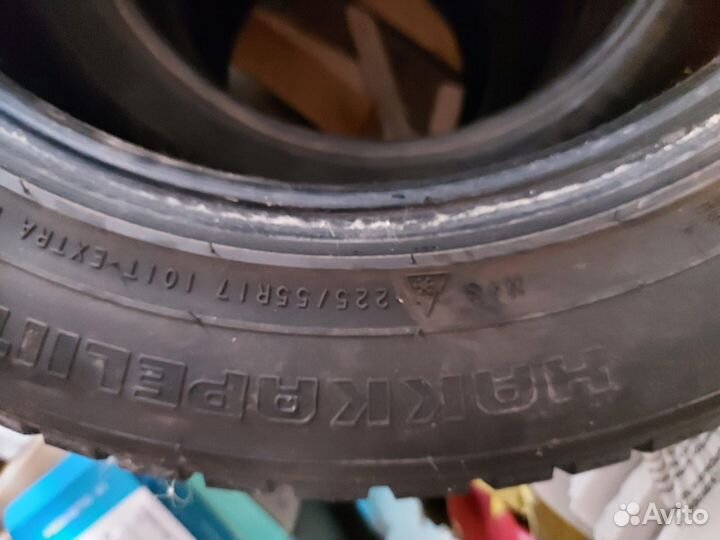 M+S 225/55R17 101T EXTRA
HAKKAPELIIT
Avito